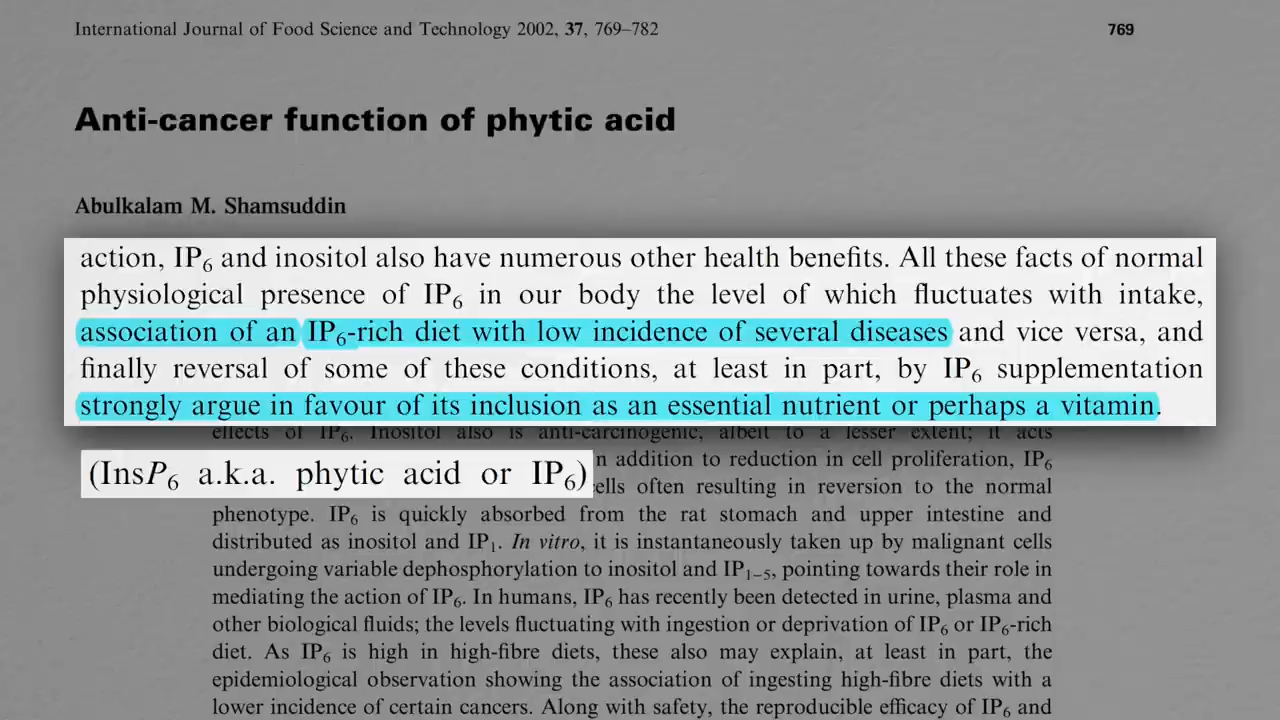 International Journal of Food Science and Technology 2002, 37, 769–782 769
Anti-cancer function of phytic acid
Abulkalam M. Shamsuddin
action, IP6 and inositol also have numerous other health benefits. All these facts of normal
physiological presence of IP6 in our body the level of which fluctuates with intake,
association of an IP6-rich diet with low incidence of several diseases and vice versa, and
finally reversal of some of these conditions, at least in part, by IP6 supplementation
strongly argue in favour of its inclusion as an essential nutrient or perhaps a vitamin.
effects of IP6. Inositol also is anti-carcinogenic, albeit to a lesser extent; it acts
(InsP6 a.k.a. phytic acid or IP6)
n addition to reduction in cell proliferation, IP6
cells often resulting in reversion to the normal
phenotype. IP6 is quickly absorbed from the rat stomach and upper intestine and
distributed as inositol and IP1. In vitro, it is instantaneously taken up by malignant cells
undergoing variable dephosphorylation to inositol and IP1–5, pointing towards their role in
mediating the action of IP6. In humans, IP6 has recently been detected in urine, plasma and
other biological fluids; the levels fluctuating with ingestion or deprivation of IP6 or IP6-rich
diet. As IP6 is high in high-fibre diets, these also may explain, at least in part, the
epidemiological observation showing the association of ingesting high-fibre diets with a
lower incidence of certain cancers. Along with safety, the reproducible efficacy of IP6 and